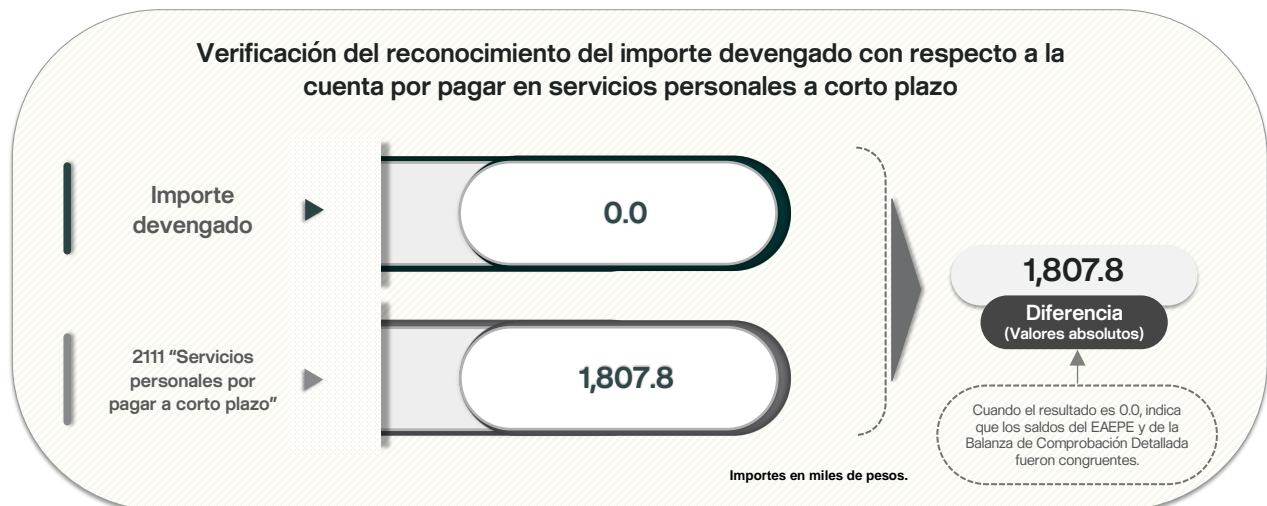 Verificación del reconocimiento del importe devengado con respecto a la
cuenta por pagar en servicios personales a corto plazo
Importe
devengado
0.0
2111 “Servicios
personales por
pagar a corto plazo”
1,807.8
1,807.8
Diferencia
(Valores absolutos)
Cuando el resultado es 0.0, indica
que los saldos del EAEPE y de la
Balanza de Comprobación Detallada
fueron congruentes.
Importes en miles de pesos.